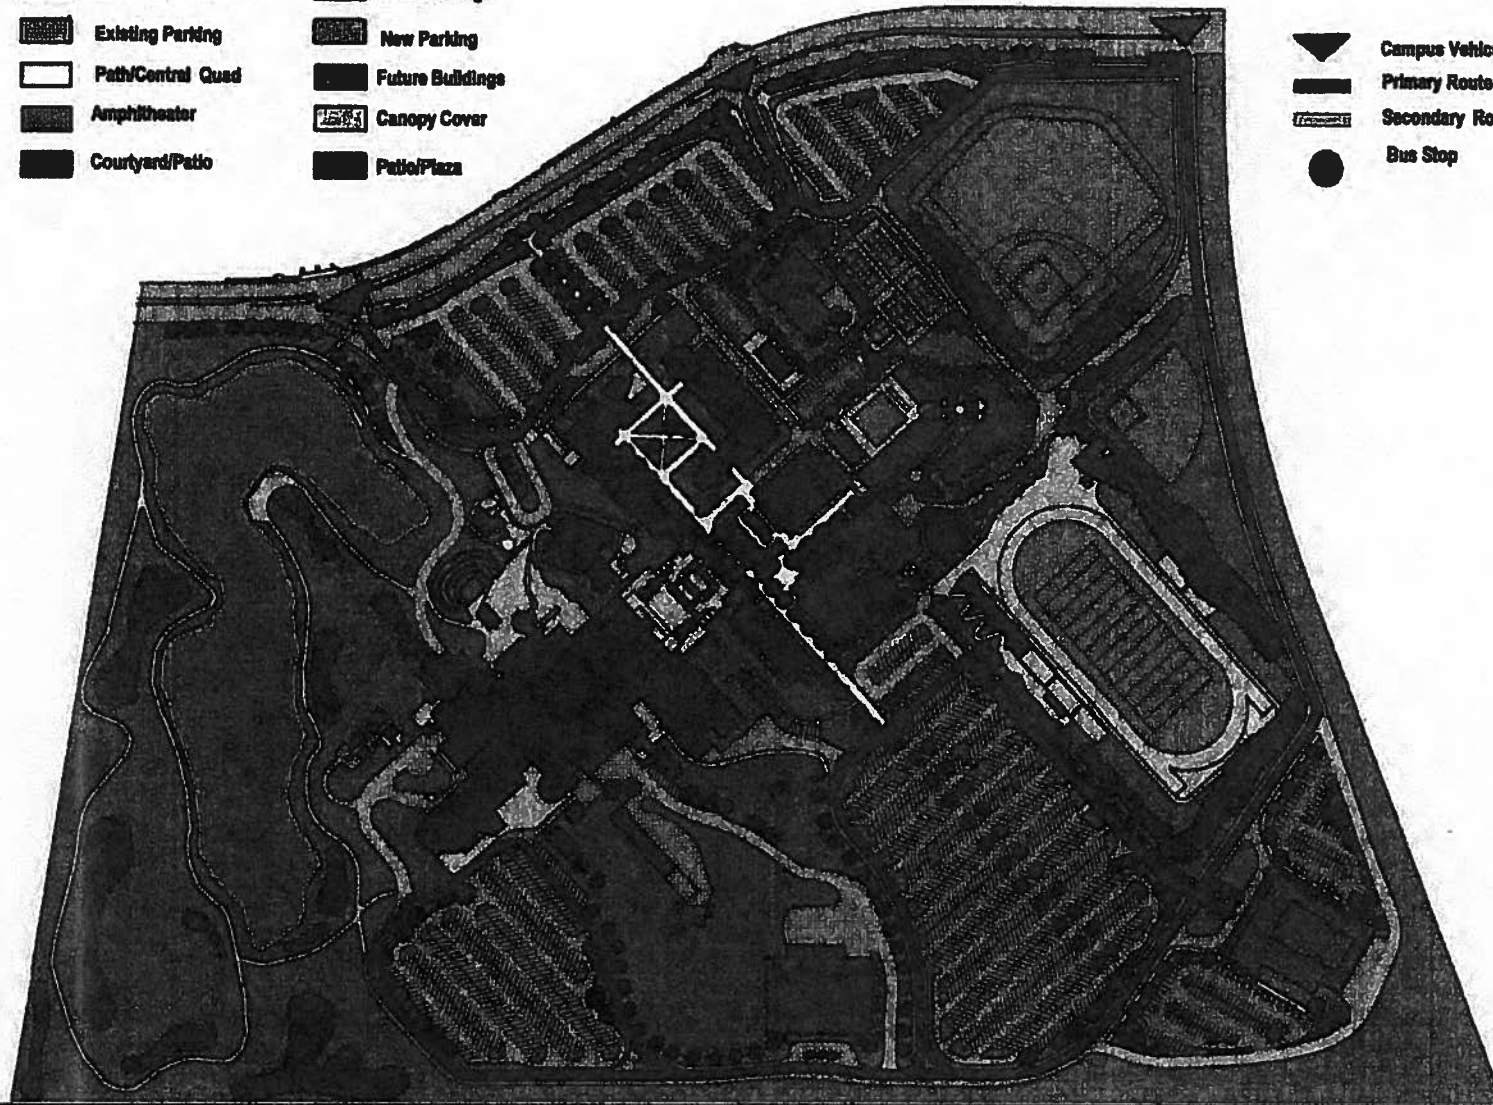 Existing Parking
New Parking
Path/Central Quad
Future Buildings
Amphitheater
Canopy Cover
Courtyard/Patio
Patio/Plaza
Campus Vehic
Primary Route
Secondary Ro
Bus Stop